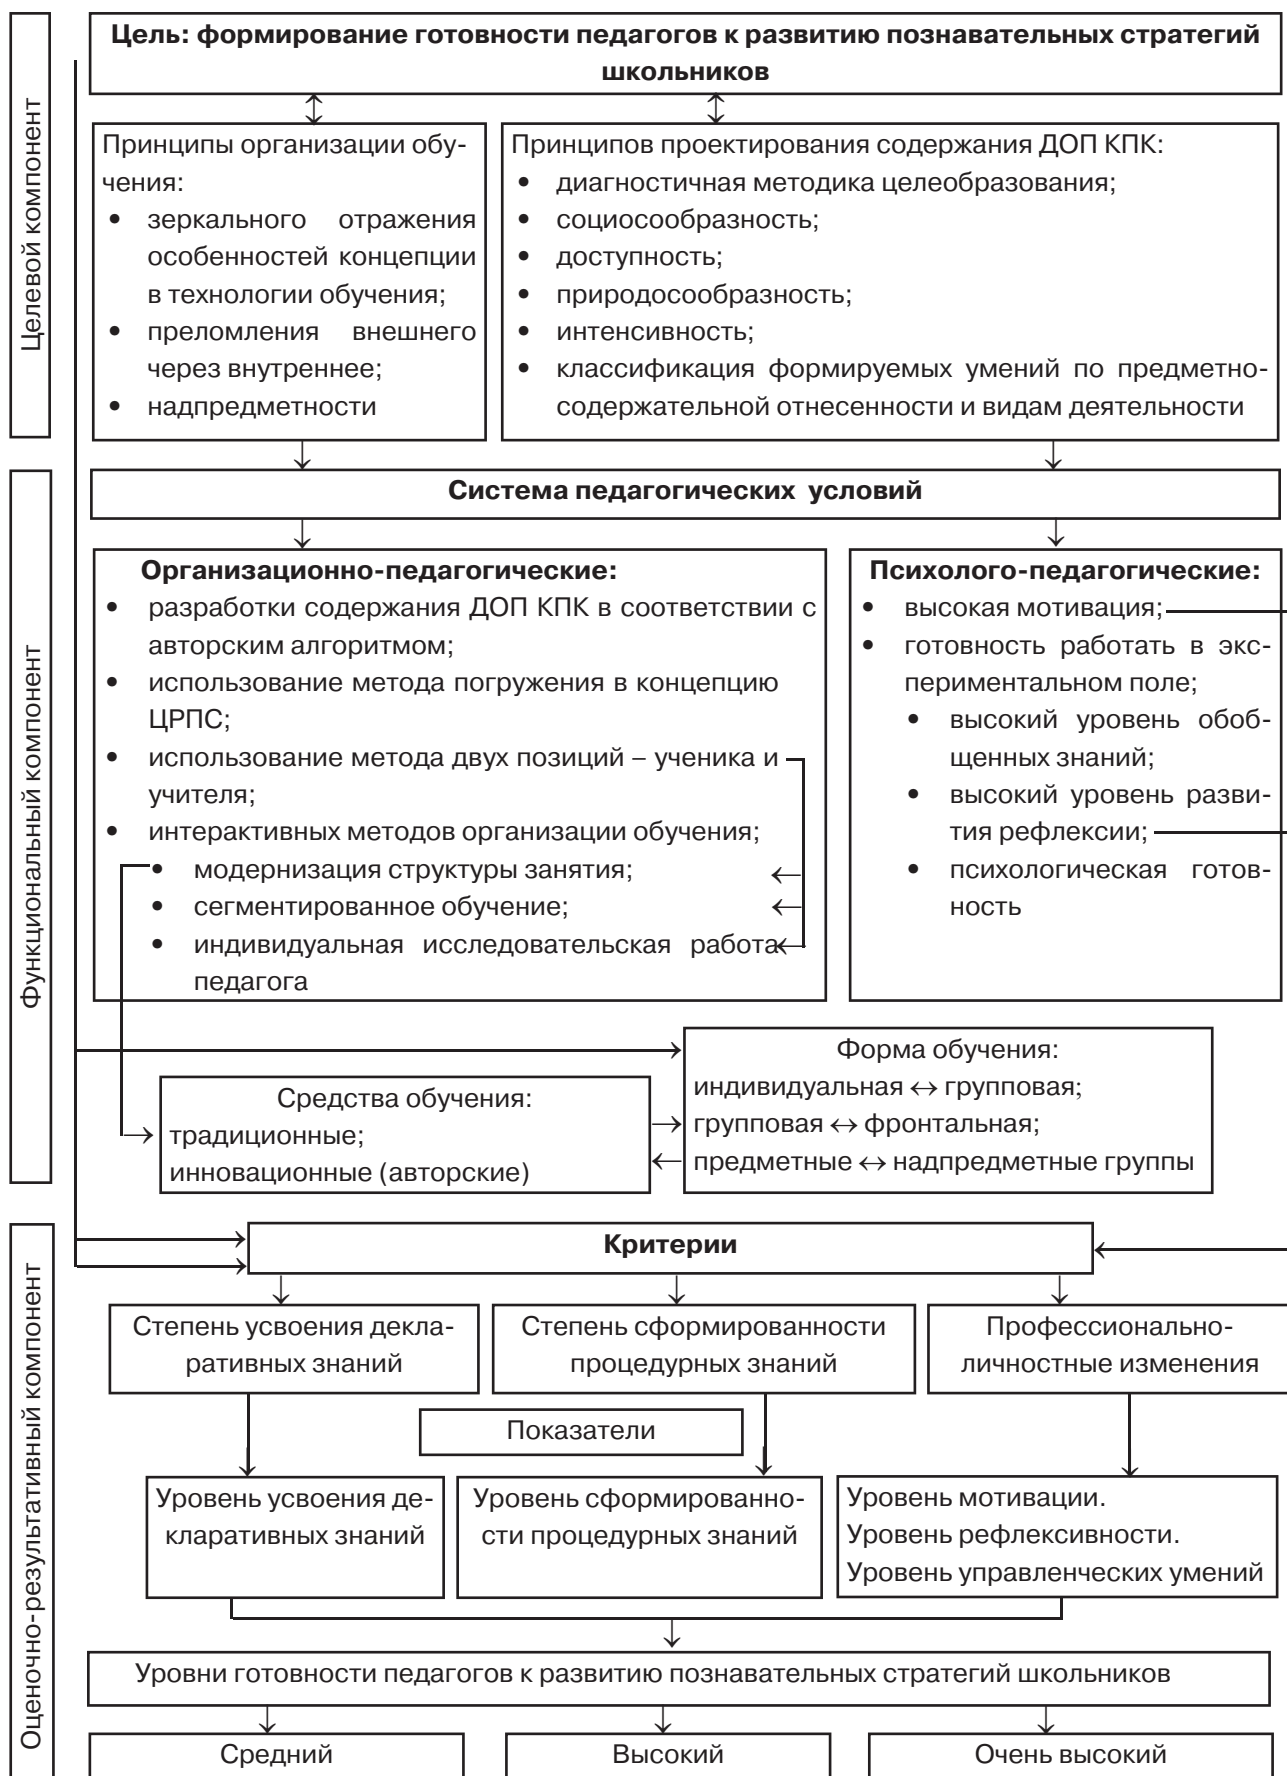 Целевой компонент
Цель: формирование готовности педагогов к развитию познавательных стратегий
школьников
Принципы организации обу-
чения:
• зеркального отражения
особенностей концепции
в технологии обучения;
• преломления внешнего
через внутреннее;
• надпредметности
Принципов проектирования содержания ДОП КПК:
• диагностичная методика целеобразования;
• социосообразность;
• доступность;
• природосообразность;
• интенсивность;
• классификация формируемых умений по предметно-
содержательной отнесенности и видам деятельности
Функциональный компонент
Система педагогических условий
Организационно-педагогические:
• разработки содержания ДОП КПК в соответствии с
авторским алгоритмом;
• использование метода погружения в концепцию
ЦРПС;
• использование метода двух позиций – ученика и
учителя;
• интерактивных методов организации обучения;
• модернизация структуры занятия;
• сегментированное обучение;
• индивидуальная исследовательская работа
педагога
Психолого-педагогические:
• высокая мотивация;
• готовность работать в экс-
периментальном поле;
• высокий уровень обоб-
щенных знаний;
• высокий уровень разви-
тия рефлексии;
• психологическая готов-
ность
Средства обучения:
традиционные;
инновационные (авторские)
Форма обучения:
индивидуальная ↔ групповая;
групповая ↔ фронтальная;
предметные ↔ надпредметные группы
Оценочно-результативный компонент
Критерии
Степень усвоения декла-
ративных знаний
Степень сформированности
процедурных знаний
Профессионально-
личностные изменения
Показатели
Уровень усвоения де-
кларативных знаний
Уровень сформированно-
сти процедурных знаний
Уровень мотивации.
Уровень рефлексивности.
Уровень управленческих умений
Уровни готовности педагогов к развитию познавательных стратегий школьников
Средний
Высокий
Очень высокий